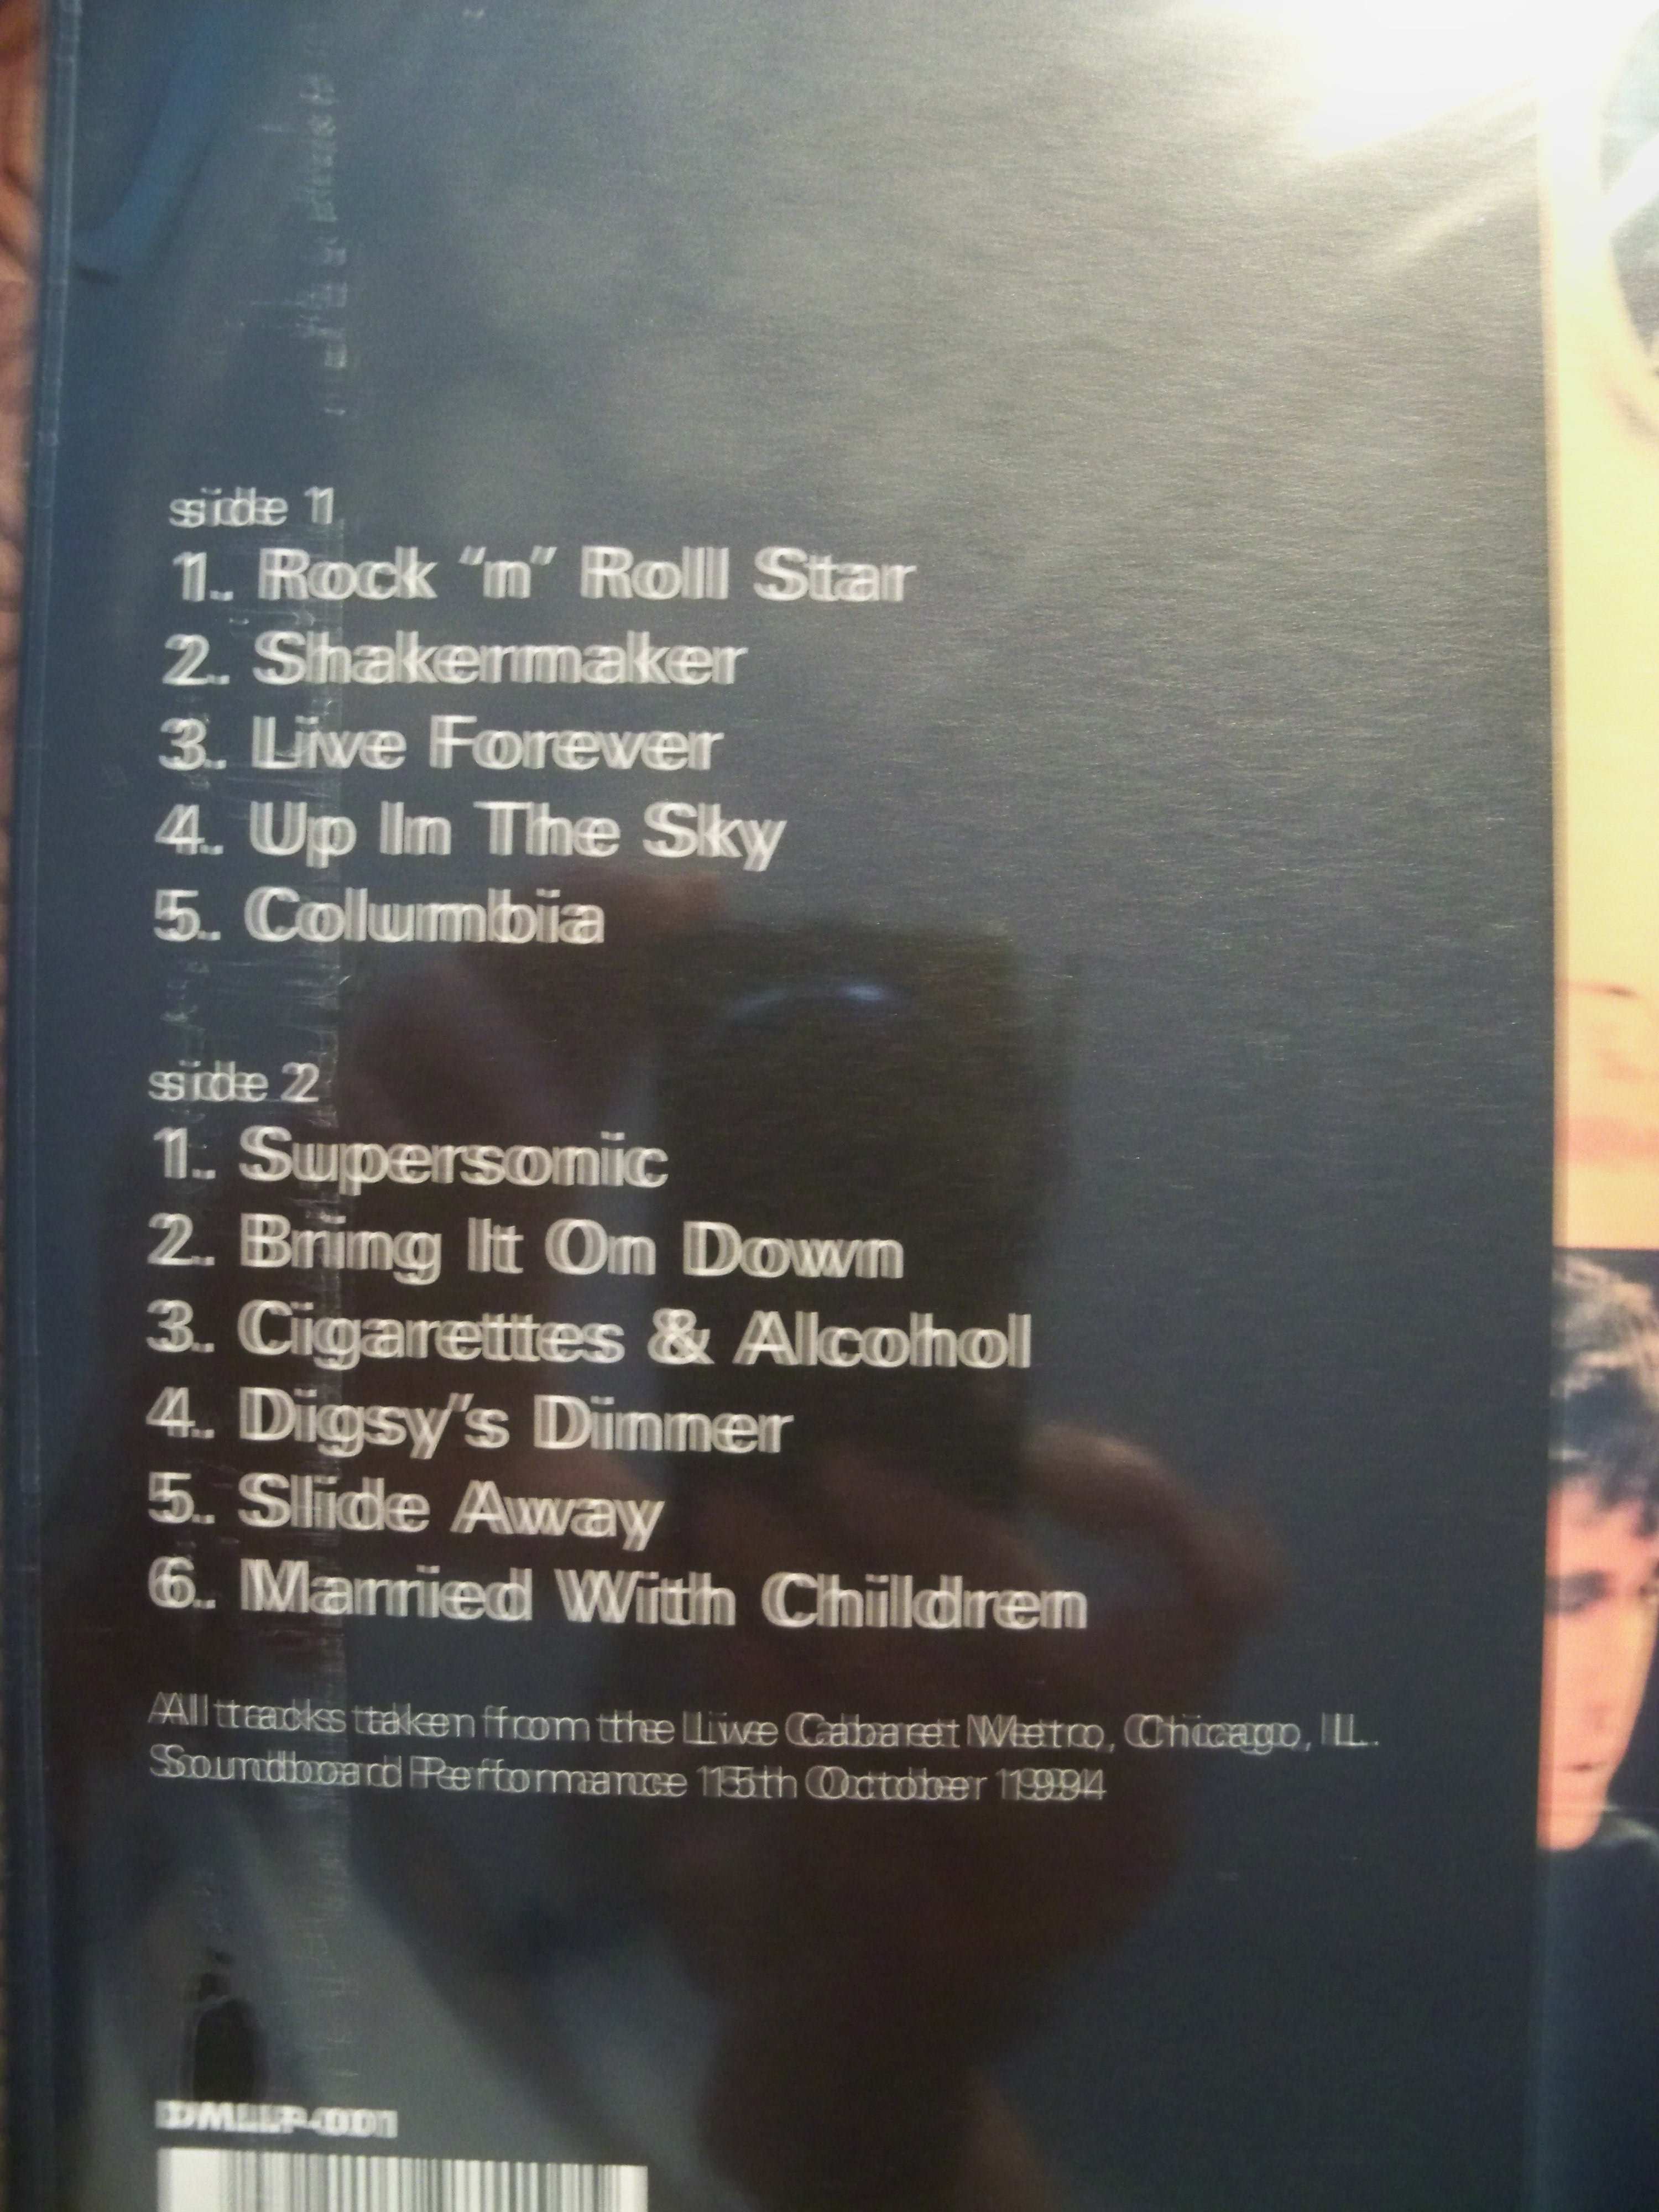 side 1
1. Rock “n” Roll Star
2. Shakermaker
3. Live Forever
4. Up In The Sky
5. Columbia
side 2
1. Supersonic
2. Bring It On Down
3. Cigarettes & Alcohol
4. Digsy's Dinner
5. Slide Away
6. Married With Children
All tracks taken from the Live Cabaret Metro, Chicago, IL.
Soundboard Performance 15th October 1994
DMLLP-001